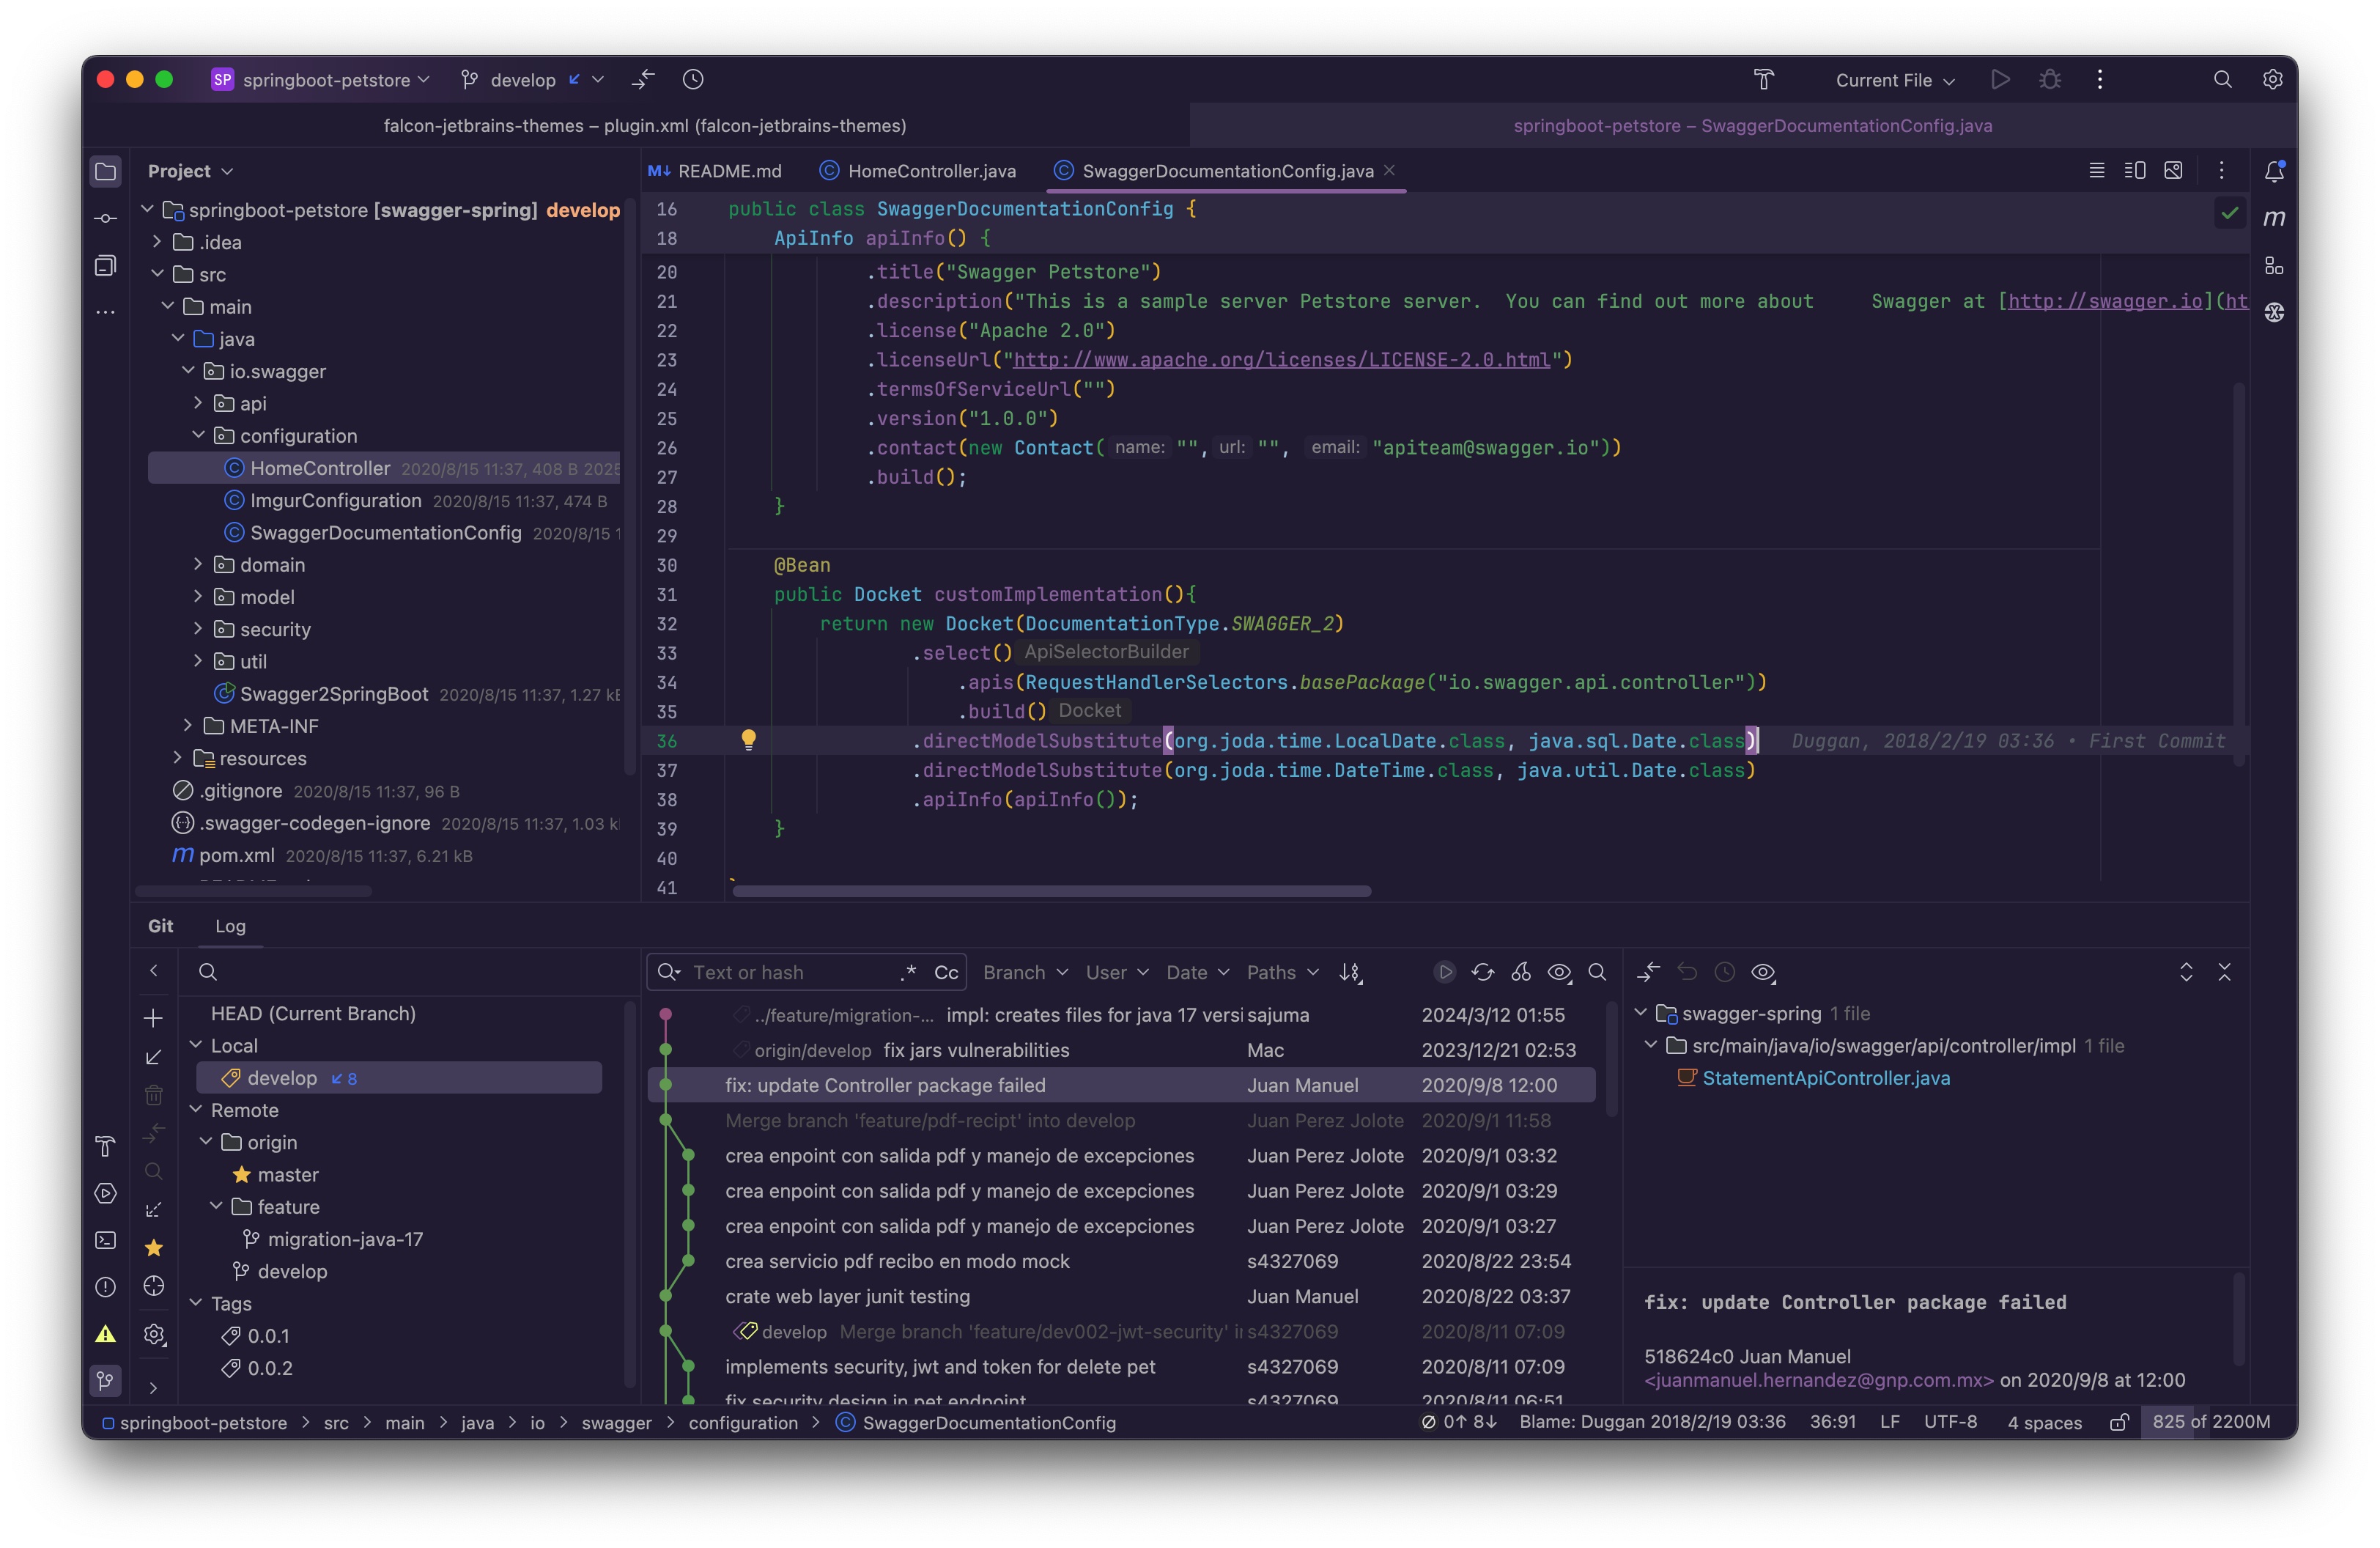 SP springboot-petstore develop Current File
falcon-jetbrains-themes – plugin.xml (falcon-jetbrains-themes) springboot-petstore – SwaggerDocumentationConfig.java
Project
springboot-petstore [swagger-spring] develop
.idea
src
main
java
io.swagger
api
configuration
HomeController 2020/8/15 11:37, 408 B 2025
ImgurConfiguration 2020/8/15 11:37, 474 B
SwaggerDocumentationConfig 2020/8/15 1
domain
model
security
util
Swagger2SpringBoot 2020/8/15 11:37, 1.27 kB
META-INF
resources
.gitignore 2020/8/15 11:37, 96 B
.swagger-codegen-ignore 2020/8/15 11:37, 1.03 k
m pom.xml 2020/8/15 11:37, 6.21 kB
M↓ README.md HomeController.java SwaggerDocumentationConfig.java
16 public class SwaggerDocumentationConfig {
18 ApiInfo apiInfo() {
20 .title("Swagger Petstore")
21 .description("This is a sample server Petstore server.  You can find out more about     Swagger at [http://swagger.io](ht
22 .license("Apache 2.0")
23 .licenseUrl("http://www.apache.org/licenses/LICENSE-2.0.html")
24 .termsOfServiceUrl("")
25 .version("1.0.0")
26 .contact(new Contact( name: "", url: "", email: "apiteam@swagger.io"))
27 .build();
28 }
29
30 @Bean
31 public Docket customImplementation(){
32 return new Docket(DocumentationType.SWAGGER_2)
33 .select() ApiSelectorBuilder
34 .apis(RequestHandlerSelectors.basePackage("io.swagger.api.controller"))
35 .build() Docket
36 .directModelSubstitute(org.joda.time.LocalDate.class, java.sql.Date.class) Duggan, 2018/2/19 03:36 • First Commit
37 .directModelSubstitute(org.joda.time.DateTime.class, java.util.Date.class)
38 .apiInfo(apiInfo());
39 }
40
41
m
Git Log
HEAD (Current Branch)
Local
develop 8
Remote
origin
master
feature
migration-java-17
develop
Tags
0.0.1
0.0.2
Text or hash .* Cc Branch User Date Paths
../feature/migration-... impl: creates files for java 17 versi sajuma 2024/3/12 01:55
origin/develop fix jars vulnerabilities Mac 2023/12/21 02:53
fix: update Controller package failed Juan Manuel 2020/9/8 12:00
Merge branch 'feature/pdf-recipt' into develop Juan Perez Jolote 2020/9/1 11:58
crea enpoint con salida pdf y manejo de excepciones Juan Perez Jolote 2020/9/1 03:32
crea enpoint con salida pdf y manejo de excepciones Juan Perez Jolote 2020/9/1 03:29
crea enpoint con salida pdf y manejo de excepciones Juan Perez Jolote 2020/9/1 03:27
crea servicio pdf recibo en modo mock s4327069 2020/8/22 23:54
crate web layer junit testing Juan Manuel 2020/8/22 03:37
develop Merge branch 'feature/dev002-jwt-security' i s4327069 2020/8/11 07:09
implements security, jwt and token for delete pet s4327069 2020/8/11 07:09
fix security design in pet endpoint s4327069 2020/8/11 06:51
swagger-spring 1 file
src/main/java/io/swagger/api/controller/impl 1 file
StatementApiController.java
fix: update Controller package failed
518624c0 Juan Manuel
<juanmanuel.hernandez@gnp.com.mx> on 2020/9/8 at 12:00
springboot-petstore > src > main > java > io > swagger > configuration > SwaggerDocumentationConfig 0↑ 8↓ Blame: Duggan 2018/2/19 03:36 36:91 LF UTF-8 4 spaces 825 of 2200M